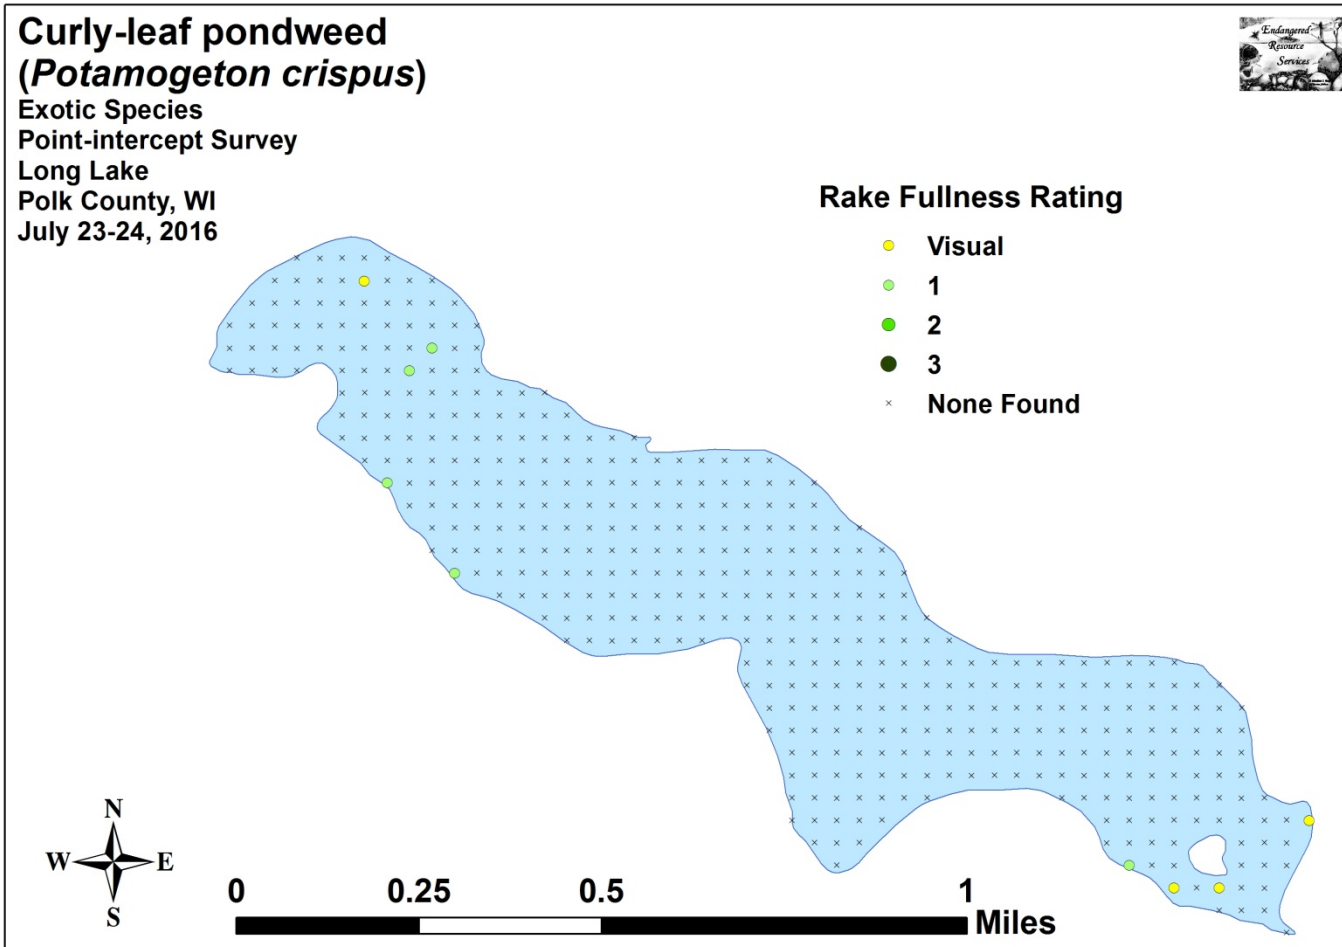 Curly-leaf pondweed
(Potamogeton crispus)
Exotic Species
Point-intercept Survey
Long Lake
Polk County, WI
July 23-24, 2016
Endangered
Resource
Services
Rake Fullness Rating
Visual
1
2
3
None Found
N
W E
S
0 0.25 0.5 1
Miles